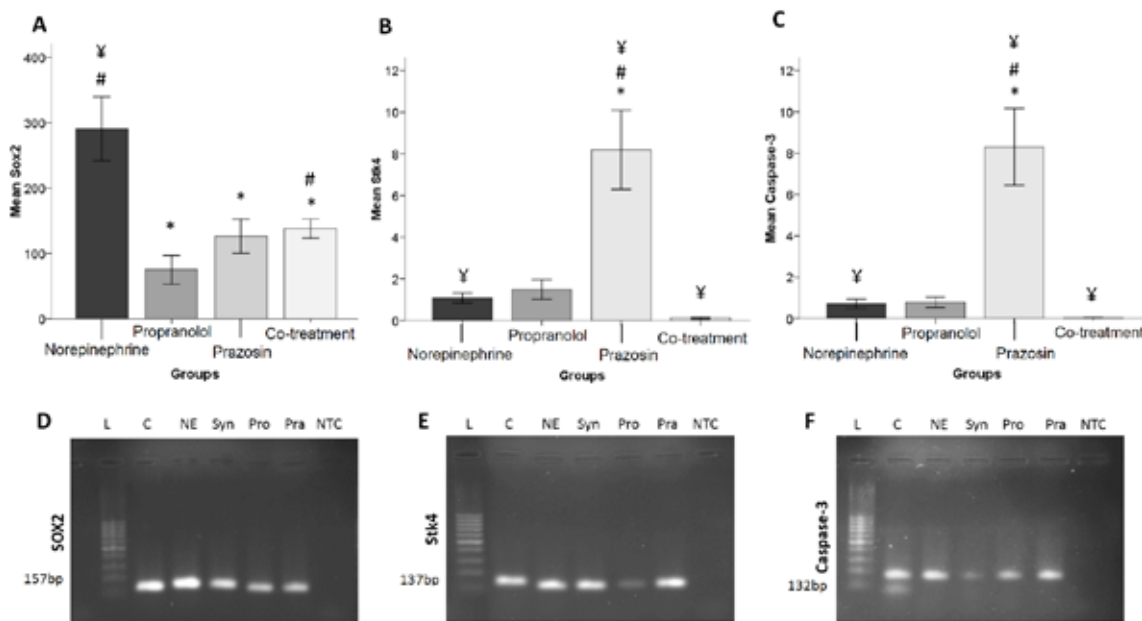 A
Mean Sox2
400
300
200
100
0
¥
#
*
*
#
*
Propranolol
Co-treatment
Norepinephrine
Prazosin
Groups
B
Mean Stk4
12
10
8
6
4
2
0
¥
¥
#
*
¥
Propranolol
Co-treatment
Norepinephrine
Prazosin
Groups
C
Mean Caspase-3
12
10
8
6
4
2
0
¥
¥
#
*
¥
Propranolol
Co-treatment
Norepinephrine
Prazosin
Groups
D
L C NE Syn Pro Pra NTC
SOX2
157bp
E
L C NE Syn Pro Pra NTC
Stk4
137bp
F
L C NE Syn Pro Pra NTC
Caspase-3
132bp